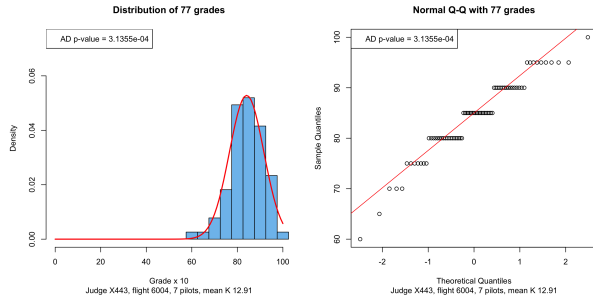 Distribution of 77 grades
AD p-value = 3.1355e-04
Density
0.06
0.04
0.02
0.00
0
20
40
60
80
100
Grade x 10
Judge X443, flight 6004, 7 pilots, mean K 12.91
Normal Q-Q with 77 grades
AD p-value = 3.1355e-04
Sample Quantiles
100
90
80
70
60
-2
-1
0
1
2
Theoretical Quantiles
Judge X443, flight 6004, 7 pilots, mean K 12.91